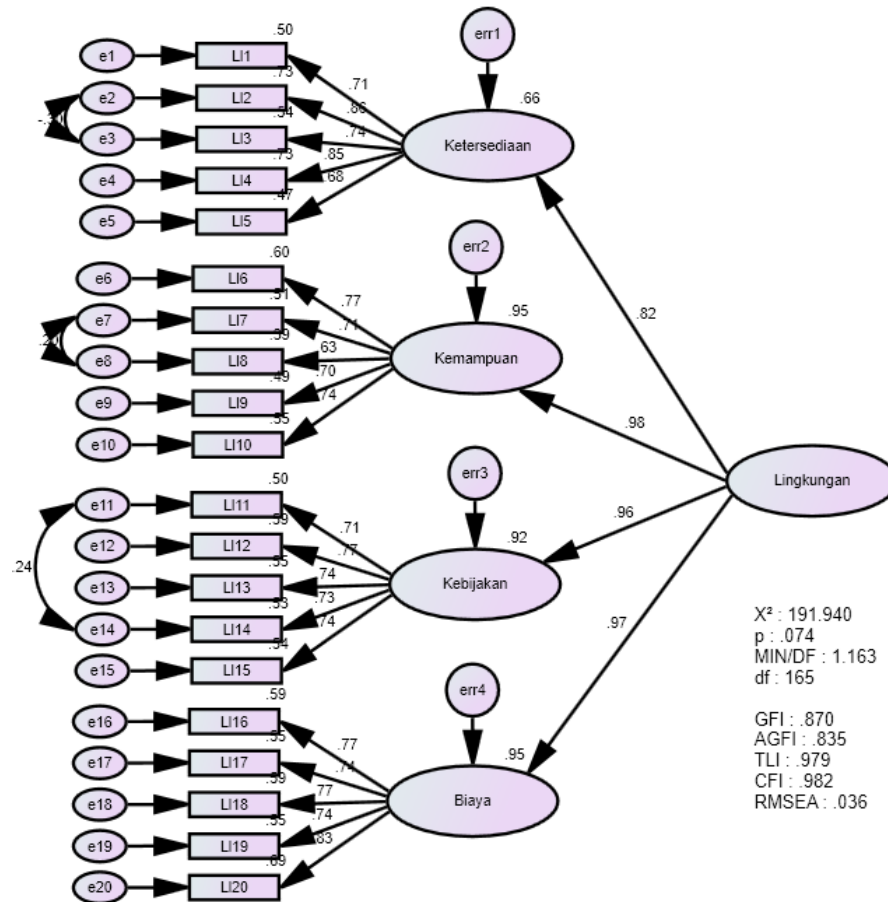 err1
.50
e1
LI1
.71
.66
.73
e2
LI2
.86
.54
e3
LI3
.74
Ketersediaan
.73
.85
e4
LI4
.68
.47
e5
LI5
err2
.60
e6
LI6
.77
.95
.82
.51
e7
LI7
.71
.20
.39
.63
e8
LI8
Kemampuan
.49
.70
e9
LI9
.74
.55
e10
LI10
.98
err3
Lingkungan
.50
e11
LI11
.71
.96
.59
.92
e12
LI12
.77
.24
.55
.74
e13
LI13
Kebijakan
.53
.73
e14
LI14
.74
.54
e15
LI15
.97
X² : 191.940
p : .074
MIN/DF : 1.163
df : 165
err4
.59
e16
LI16
.77
.95
GFI : .870
AGFI : .835
TLI : .979
CFI : .982
RMSEA : .036
.55
e17
LI17
.74
.59
.77
e18
LI18
Biaya
.55
.74
e19
LI19
.83
.69
e20
LI20